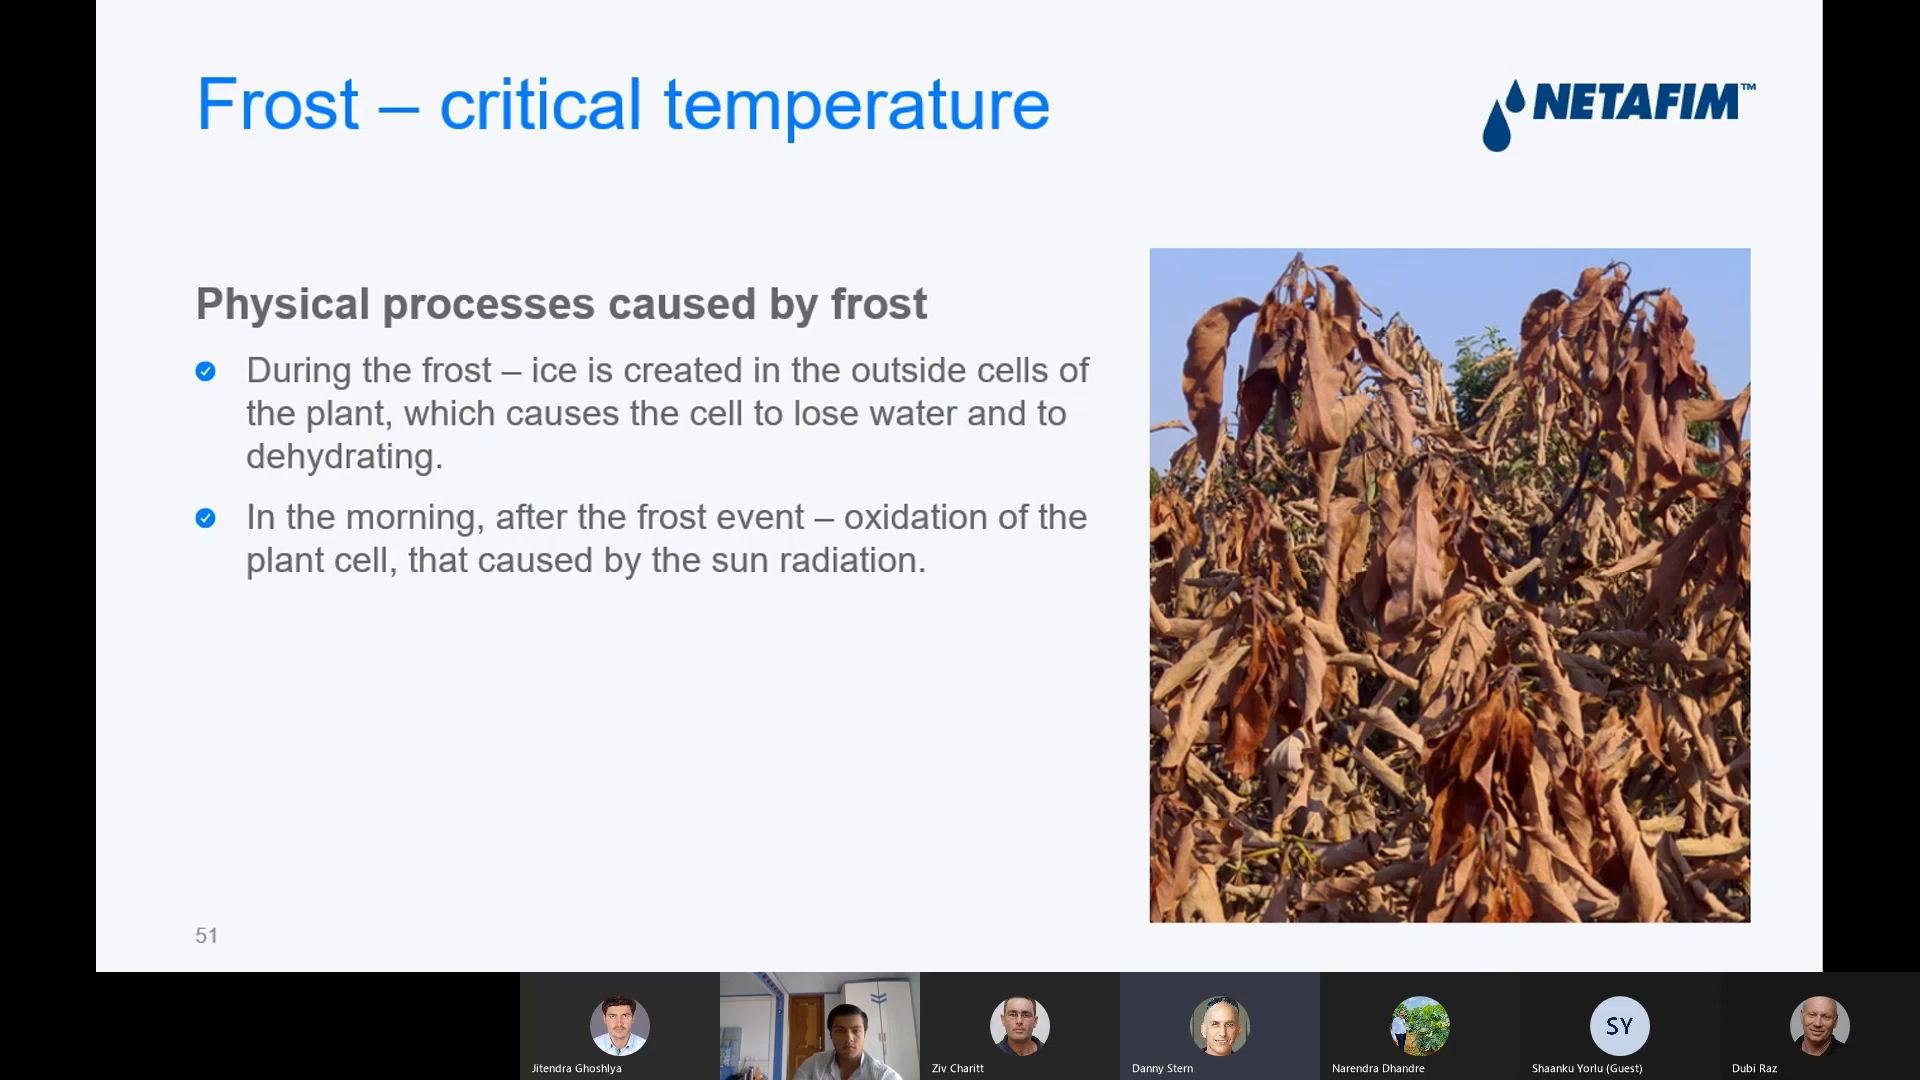 Frost – critical temperature
NETAFIM™
Physical processes caused by frost
During the frost – ice is created in the outside cells of
the plant, which causes the cell to lose water and to
dehydrating.
In the morning, after the frost event – oxidation of the
plant cell, that caused by the sun radiation.
51
SY
Jitendra Ghoshlya
Ziv Charitt
Danny Stern
Narendra Dhandre
Shaanku Yorlu (Guest)
Dubi Raz